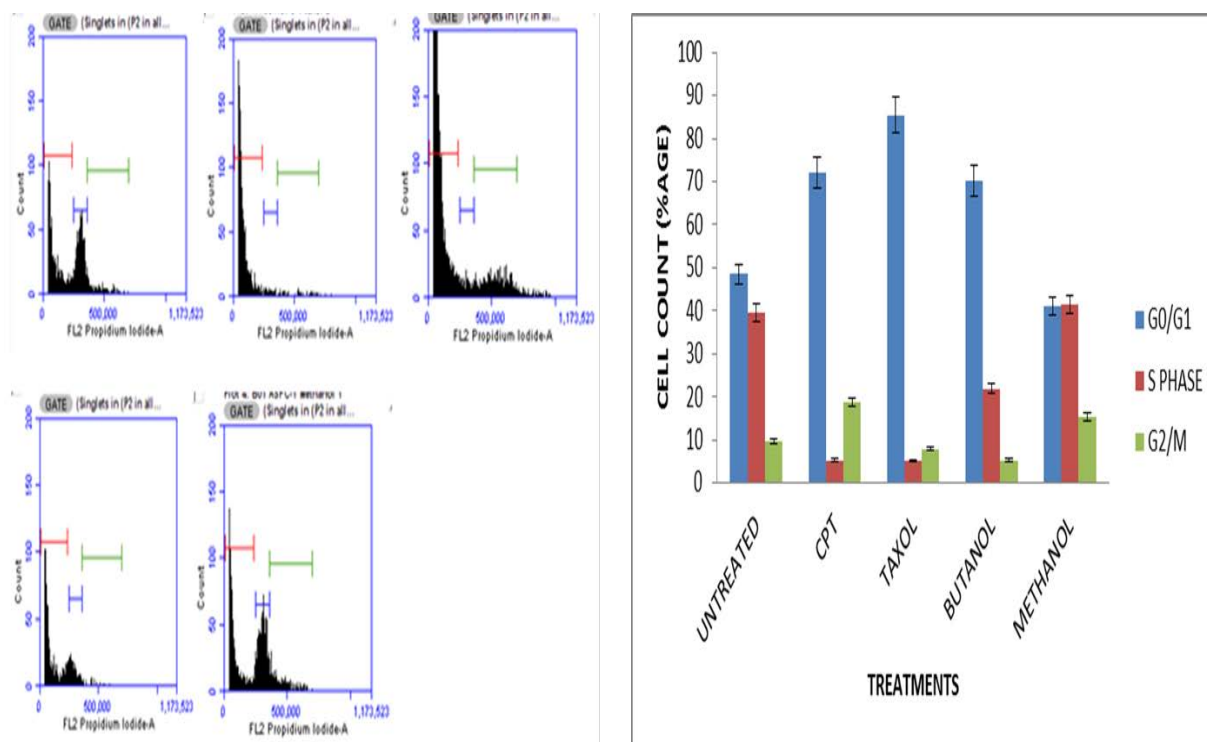 GATE (Singlets in (P2 in all...
200
150
100
50
0
Count
0 500,000 1,173,523
FL2 Propidium Iodide-A
GATE (Singlets in (P2 in all...
200
150
100
50
0
Count
0 500,000 1,173,523
FL2 Propidium Iodide-A
GATE (Singlets in (P2 in all...
200
150
100
50
0
Count
0 500,000 1,173,523
FL2 Propidium Iodide-A
GATE (Singlets in (P2 in all...
200
150
100
50
0
Count
0 500,000 1,173,523
FL2 Propidium Iodide-A
GATE (Singlets in (P2 in all...
200
150
100
50
0
Count
0 500,000 1,173,523
FL2 Propidium Iodide-A
CELL COUNT (%AGE)
100
90
80
70
60
50
40
30
20
10
0
UNTREATED
CPT
TAXOL
BUTANOL
METHANOL
TREATMENTS
G0/G1
S PHASE
G2/M